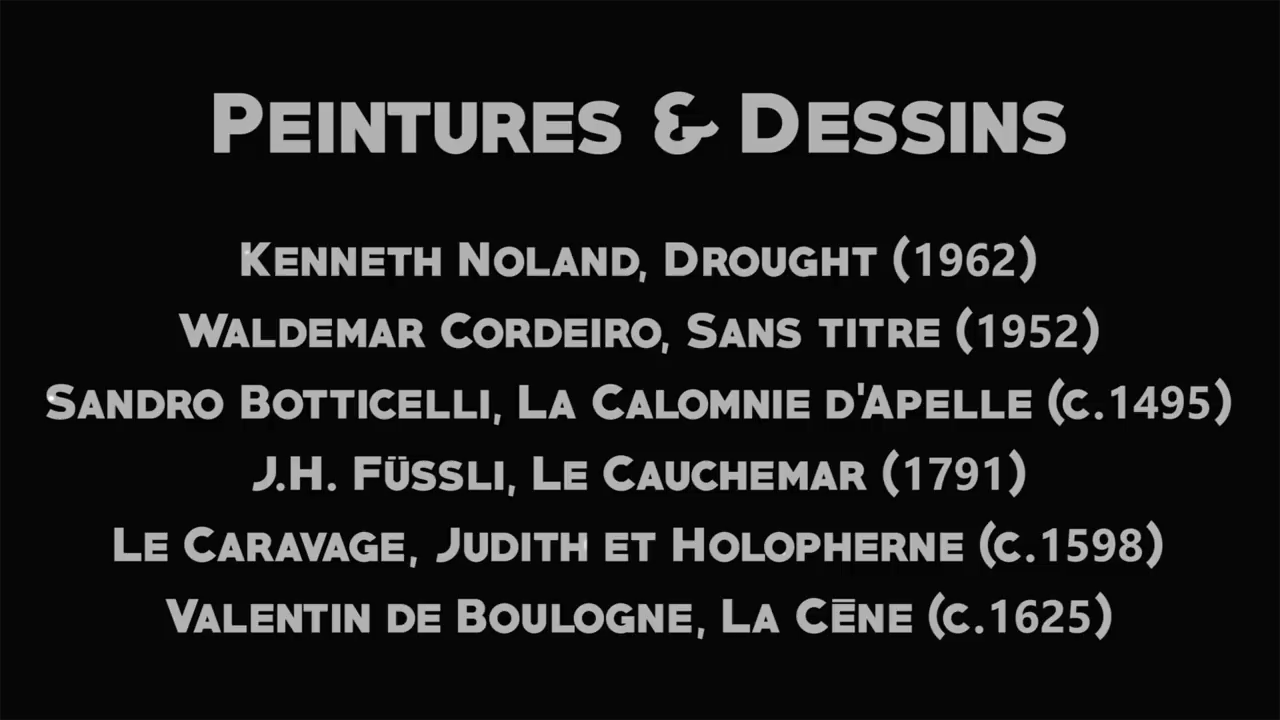 Peintures & Dessins
Kenneth Noland, Drought (1962)
Waldemar Cordeiro, Sans titre (1952)
Sandro Botticelli, La Calomnie d'Apelle (c.1495)
J.H. Füssli, Le Cauchemar (1791)
Le Caravage, Judith et Holopherne (c.1598)
Valentin de Boulogne, La Cēne (c.1625)